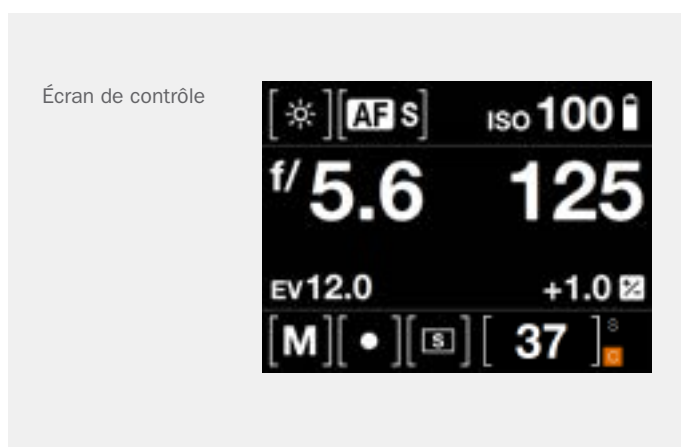 Écran de contrôle
AF S ISO 100
f/ 5.6 125
EV12.0 +1.0
M S 37 S
C